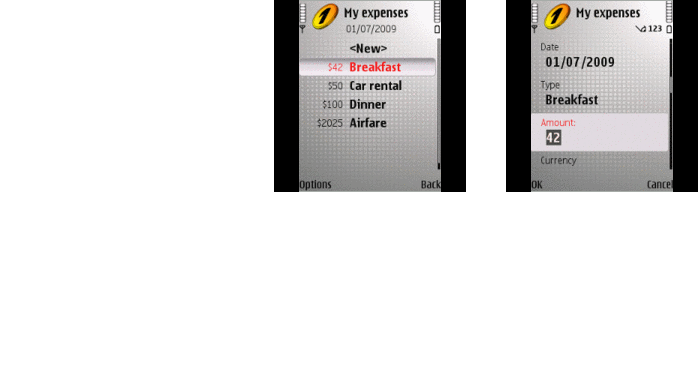 1 My expenses
01/07/2009
<New>
$42 Breakfast
$50 Car rental
$100 Dinner
$2025 Airfare
Options Back
1 My expenses
123
Date
01/07/2009
Type
Breakfast
Amount:
42
Currency
OK Cancel